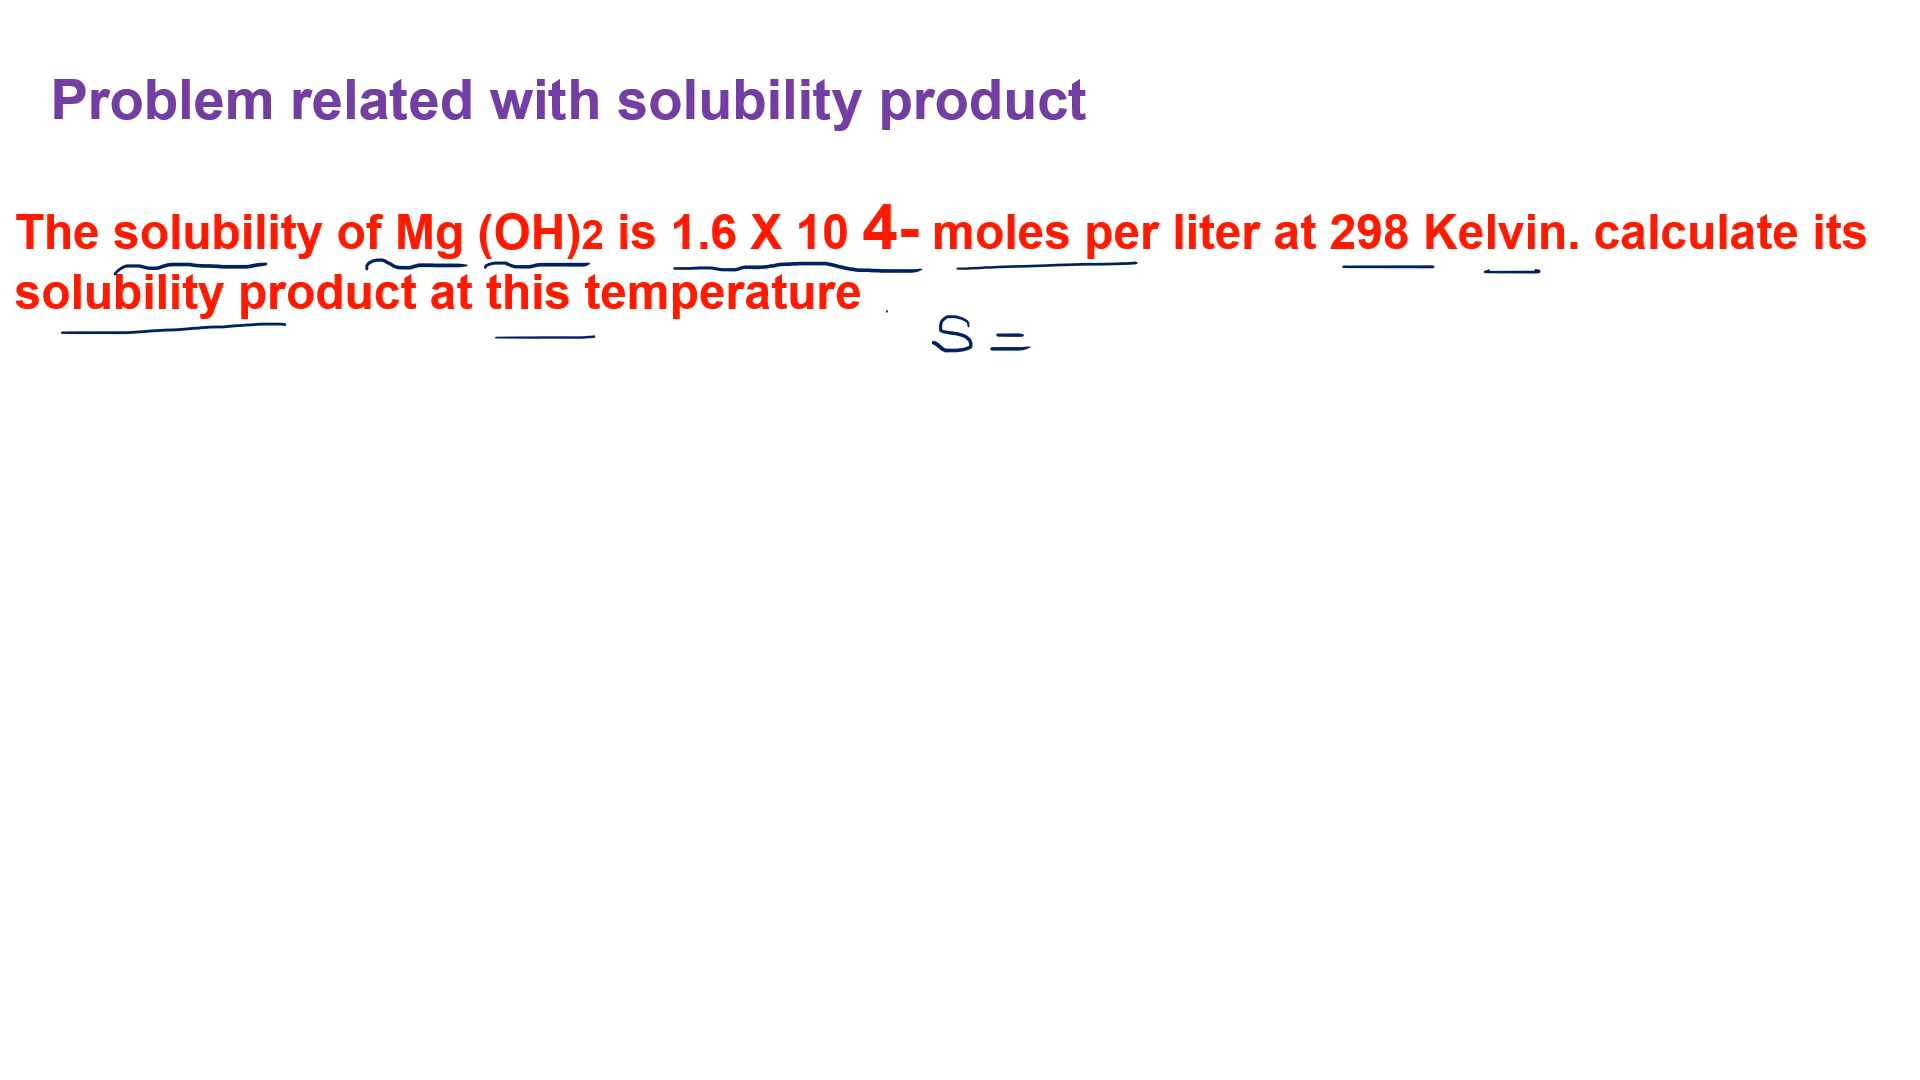 Problem related with solubility product
The solubility of Mg (OH)2 is 1.6 X 10 4- moles per liter at 298 Kelvin. calculate its
solubility product at this temperature
S =